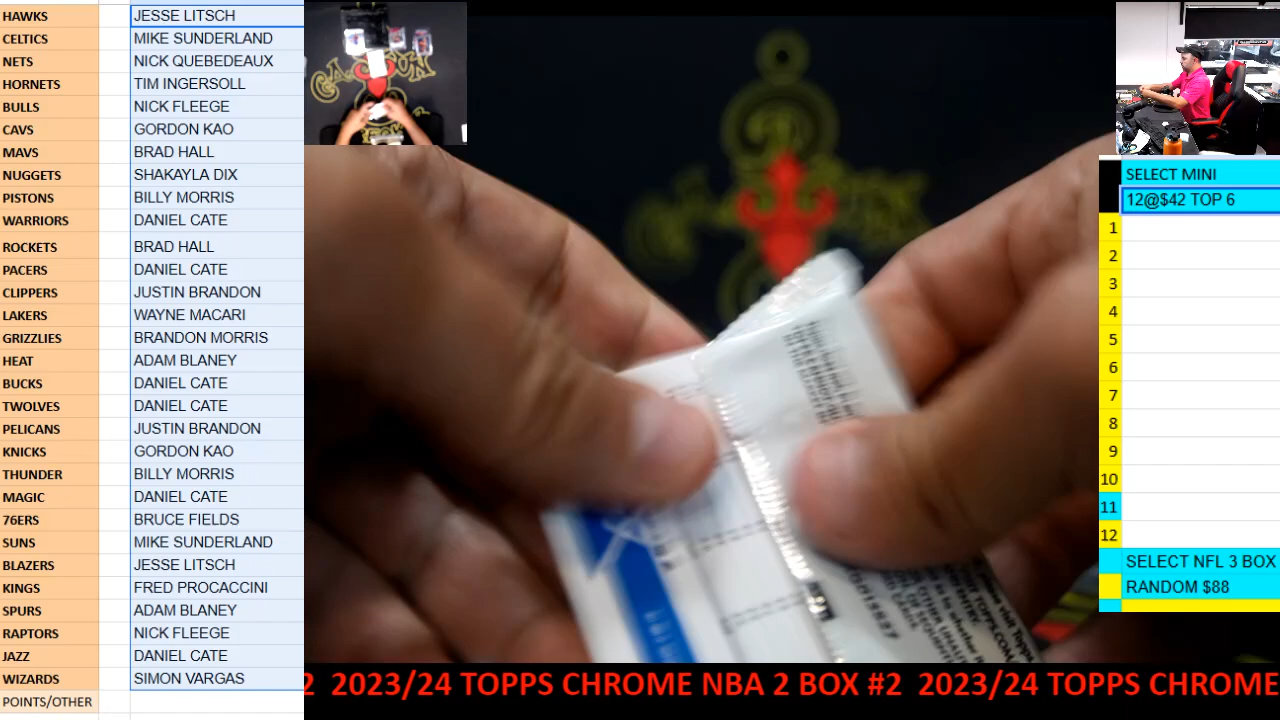 HAWKS JESSE LITSCH
CELTICS MIKE SUNDERLAND
NETS NICK QUEBEDEAUX
HORNETS TIM INGERSOLL
BULLS NICK FLEEGE
CAVS GORDON KAO
MAVS BRAD HALL
NUGGETS SHAKAYLA DIX
PISTONS BILLY MORRIS
WARRIORS DANIEL CATE
ROCKETS BRAD HALL
PACERS DANIEL CATE
CLIPPERS JUSTIN BRANDON
LAKERS WAYNE MACARI
GRIZZLIES BRANDON MORRIS
HEAT ADAM BLANEY
BUCKS DANIEL CATE
TWOLVES DANIEL CATE
PELICANS JUSTIN BRANDON
KNICKS GORDON KAO
THUNDER BILLY MORRIS
MAGIC DANIEL CATE
76ERS BRUCE FIELDS
SUNS MIKE SUNDERLAND
BLAZERS JESSE LITSCH
KINGS FRED PROCACCINI
SPURS ADAM BLANEY
RAPTORS NICK FLEEGE
JAZZ DANIEL CATE
WIZARDS SIMON VARGAS
POINTS/OTHER
SELECT MINI
12@$42 TOP 6
1
2
3
4
5
6
7
8
9
10
11
12
SELECT NFL 3 BOX
RANDOM $88
2 2023/24 TOPPS CHROME NBA 2 BOX #2 2023/24 TOPPS CHROME